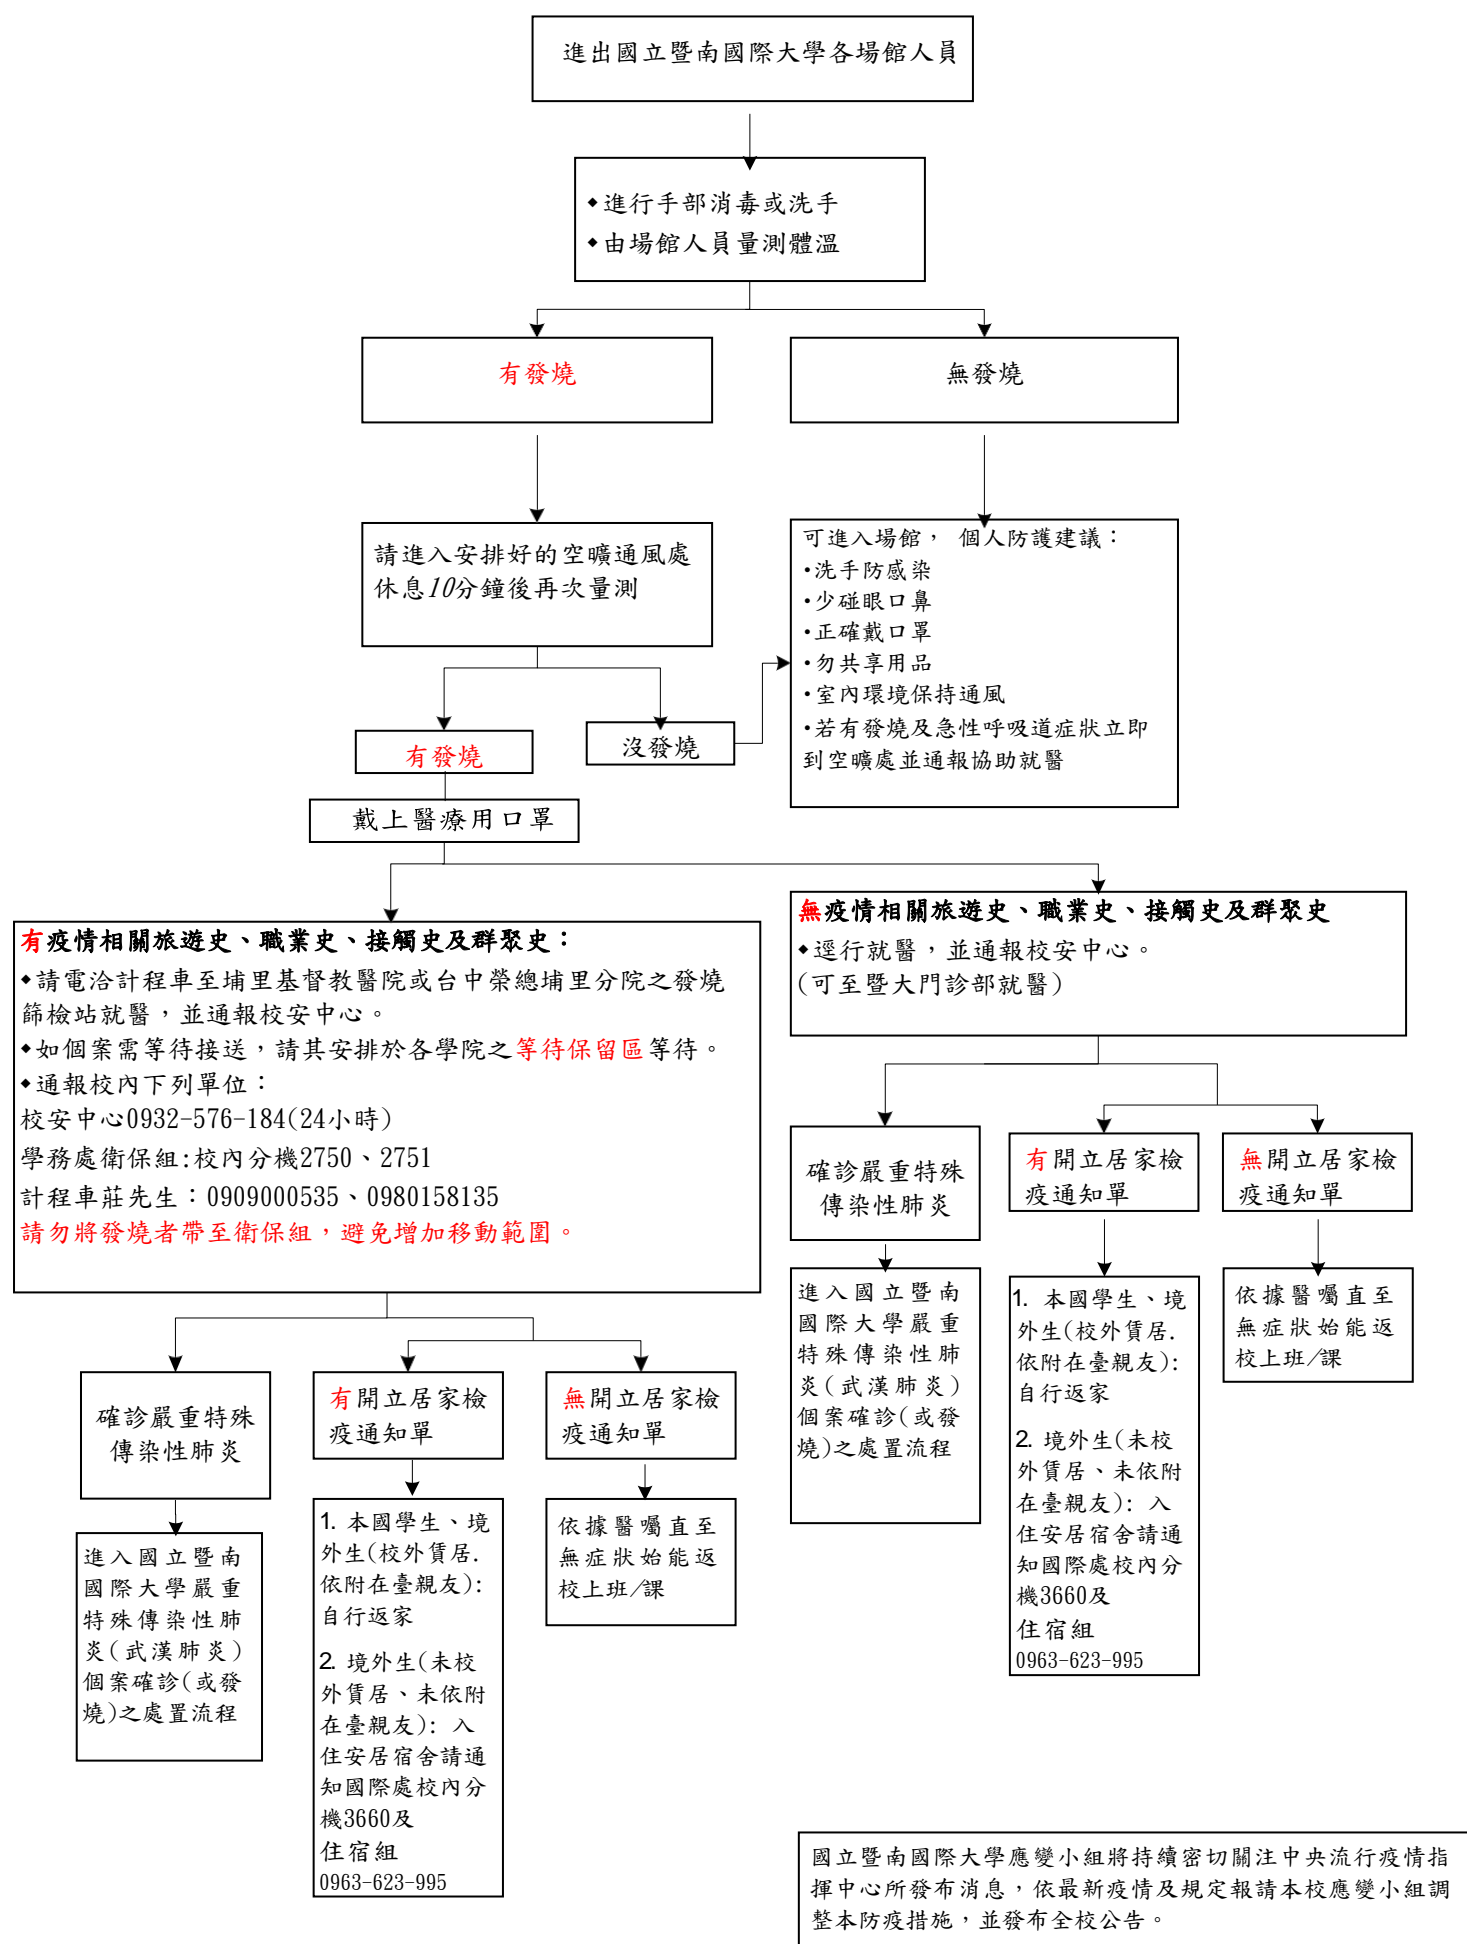 進出國立暨南國際大學各場館人員
◆進行手部消毒或洗手
◆由場館人員量測體溫
有發燒
無發燒
請進入安排好的空曠通風處
休息10分鐘後再次量測
可進入場館， 個人防護建議：
•洗手防感染
•少碰眼口鼻
•正確戴口罩
•勿共享用品
•室內環境保持通風
•若有發燒及急性呼吸道症狀立即
到空曠處並通報協助就醫
有發燒
沒發燒
戴上醫療用口罩
有疫情相關旅遊史、職業史、接觸史及群聚史：
◆請電洽計程車至埔里基督教醫院或台中榮總埔里分院之發燒
篩檢站就醫，並通報校安中心。
◆如個案需等待接送，請其安排於各學院之等待保留區等待。
◆通報校內下列單位：
校安中心0932-576-184(24小時)
學務處衛保組:校內分機2750、2751
計程車莊先生：0909000535、0980158135
請勿將發燒者帶至衛保組，避免增加移動範圍。
無疫情相關旅遊史、職業史、接觸史及群聚史
◆逕行就醫，並通報校安中心。
(可至暨大門診部就醫)
確診嚴重特殊
傳染性肺炎
有開立居家檢
疫通知單
無開立居家檢
疫通知單
進入國立暨南
國際大學嚴重
特殊傳染性肺
炎(武漢肺炎)
個案確診(或發
燒)之處置流程
1. 本國學生、境
外生(校外賃居.
依附在臺親友):
自行返家
2. 境外生(未校
外賃居、未依附
在臺親友): 入
住安居宿舍請通
知國際處校內分
機3660及
住宿組
0963-623-995
依據醫囑直至
無症狀始能返
校上班/課
確診嚴重特殊
傳染性肺炎
有開立居家檢
疫通知單
無開立居家檢
疫通知單
進入國立暨南
國際大學嚴重
特殊傳染性肺
炎(武漢肺炎)
個案確診(或發
燒)之處置流程
1. 本國學生、境
外生(校外賃居.
依附在臺親友):
自行返家
2. 境外生(未校
外賃居、未依附
在臺親友): 入
住安居宿舍請通
知國際處校內分
機3660及
住宿組
0963-623-995
依據醫囑直至
無症狀始能返
校上班/課
國立暨南國際大學應變小組將持續密切關注中央流行疫情指
揮中心所發布消息，依最新疫情及規定報請本校應變小組調
整本防疫措施，並發布全校公告。